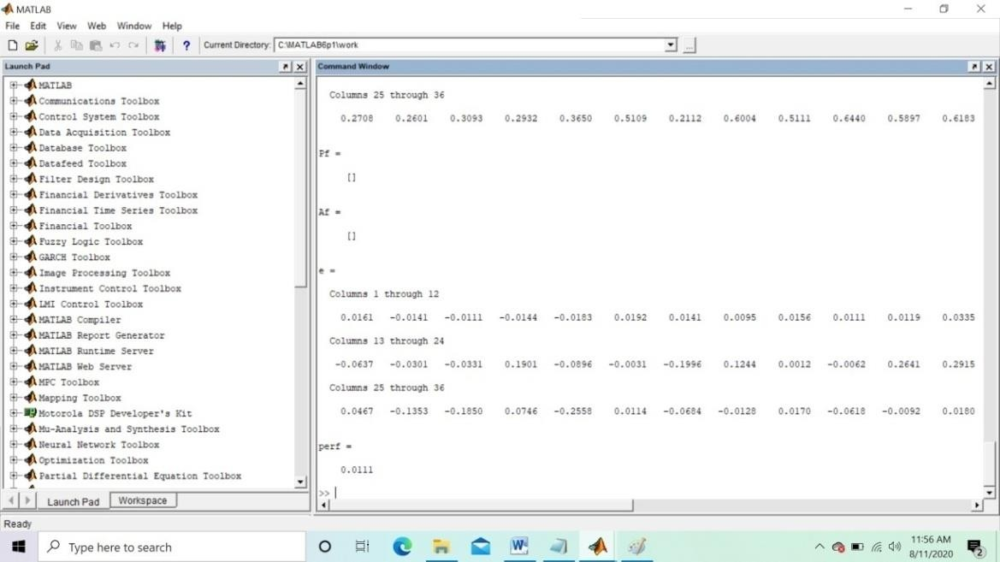 MATLAB
File Edit View Web Window Help
Current Directory: C:\MATLAB6p1\work ...
Launch Pad
MATLAB
Communications Toolbox
Control System Toolbox
Data Acquisition Toolbox
Database Toolbox
Datafeed Toolbox
Filter Design Toolbox
Financial Derivatives Toolbox
Financial Time Series Toolbox
Financial Toolbox
Fuzzy Logic Toolbox
GARCH Toolbox
Image Processing Toolbox
Instrument Control Toolbox
LMI Control Toolbox
MATLAB Compiler
MATLAB Report Generator
MATLAB Runtime Server
MATLAB Web Server
MPC Toolbox
Mapping Toolbox
Motorola DSP Developer's Kit
Mu-Analysis and Synthesis Toolbox
Neural Network Toolbox
Optimization Toolbox
Partial Differential Equation Toolbox
Launch Pad Workspace
Command Window
Columns 25 through 36
0.2708 0.2601 0.3093 0.2932 0.3650 0.5109 0.2112 0.6004 0.5111 0.6440 0.5897 0.6183
Pf =
[]
Af =
[]
e =
Columns 1 through 12
0.0161 -0.0141 -0.0111 -0.0144 -0.0183 0.0192 0.0141 0.0095 0.0156 0.0111 0.0119 0.0335
Columns 13 through 24
-0.0637 -0.0301 -0.0331 0.1901 -0.0896 -0.0031 -0.1996 0.1244 0.0012 -0.0062 0.2641 0.2915
Columns 25 through 36
0.0467 -0.1353 -0.1850 0.0746 -0.2558 0.0114 -0.0684 -0.0128 0.0170 -0.0618 -0.0092 0.0180
perf =
0.0111
>>
Ready
Type here to search
11:56 AM
8/11/2020
2